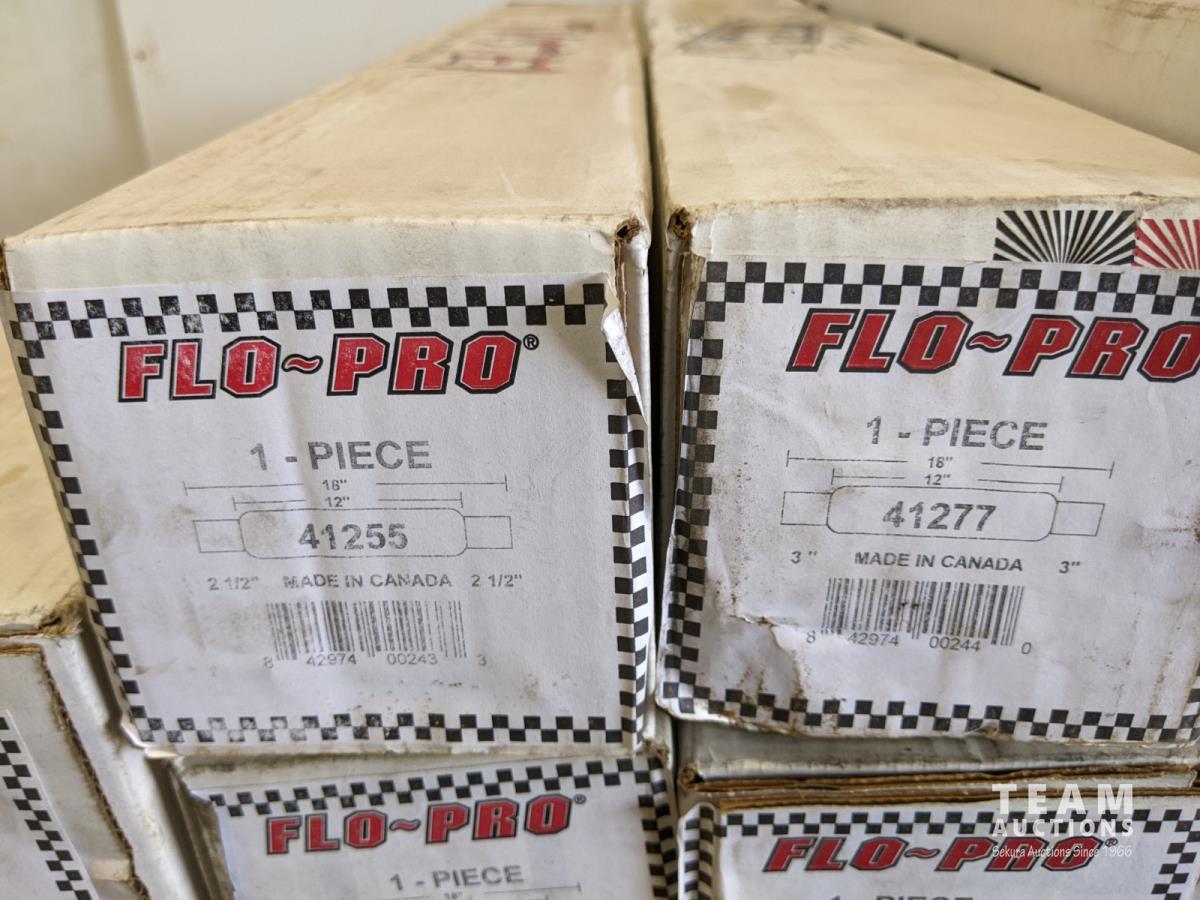 FLO~PRO®
1 - PIECE
18"
12"
41255
2 1/2" MADE IN CANADA 2 1/2"
8 42974 00243 3
FLO~PRO
1 - PIECE
18"
12"
41277
3" MADE IN CANADA 3"
8 42974 00244 0
FLO~PRO®
1 - PIECE
FLO~PRO®
1 - PIECE
TEAM
AUCTIONS
Sekura Auctions Since 1966